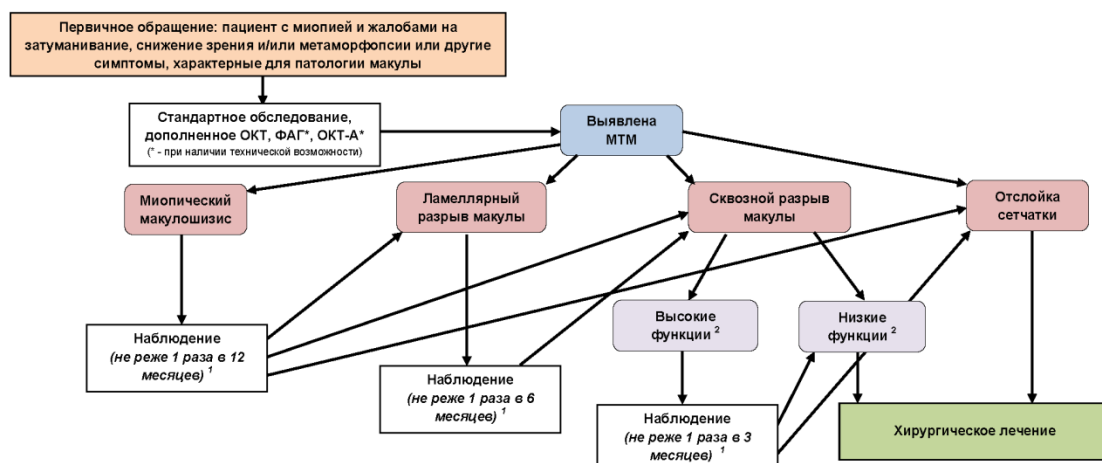 Первичное обращение: пациент с миопией и жалобами на
затуманивание, снижение зрения и/или метаморфопсии или другие
симптомы, характерные для патологии макулы
Стандартное обследование,
дополненное ОКТ, ФАГ*, ОКТ-А*
(* - при наличии технической возможности)
Выявлена
МТМ
Миопический
макулошизис
Ламеллярный
разрыв макулы
Сквозной разрыв
макулы
Отслойка
сетчатки
Высокие
функции ²
Низкие
функции ²
Наблюдение
(не реже 1 раза в 12
месяцев) ¹
Наблюдение
(не реже 1 раза в 6
месяцев) ¹
Наблюдение
(не реже 1 раза в 3
месяцев) ¹
Хирургическое лечение